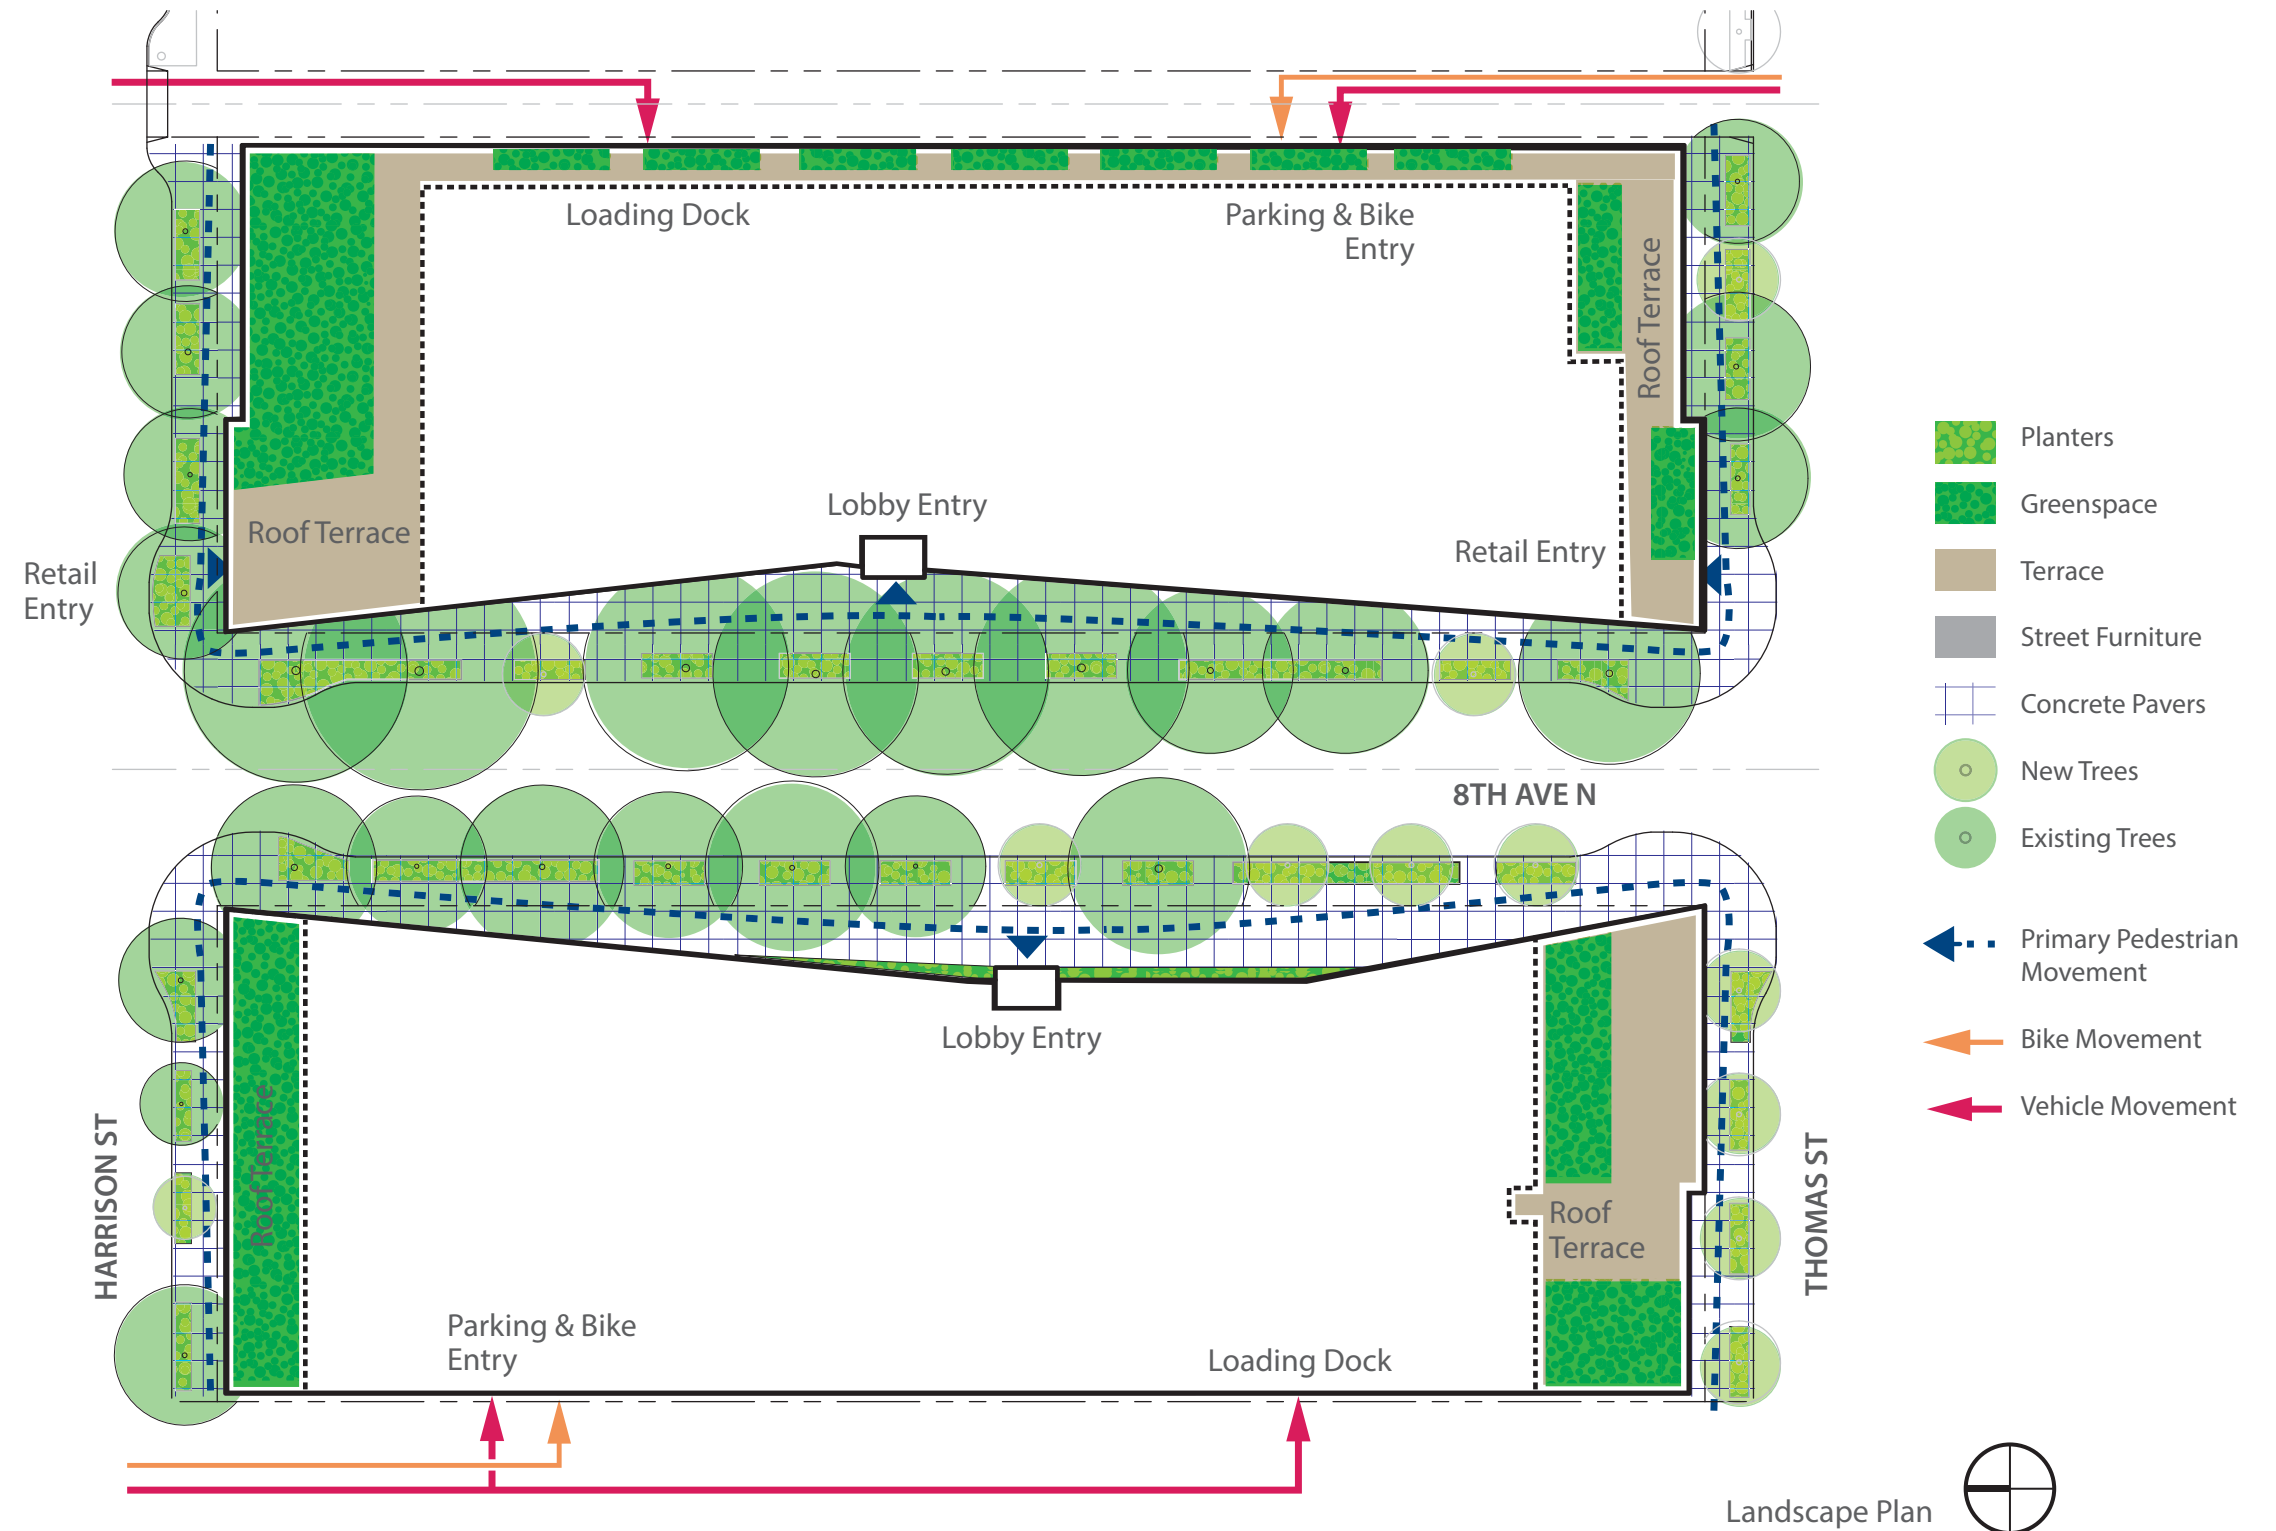 Loading Dock
Parking & Bike
Entry
Roof Terrace
Lobby Entry
Roof Terrace
Retail Entry
Retail
Entry
8TH AVE N
Lobby Entry
Roof Terrace
HARRISON ST
Roof
Terrace
THOMAS ST
Parking & Bike
Entry
Loading Dock
Planters
Greenspace
Terrace
Street Furniture
Concrete Pavers
New Trees
Existing Trees
Primary Pedestrian
Movement
Bike Movement
Vehicle Movement
Landscape Plan